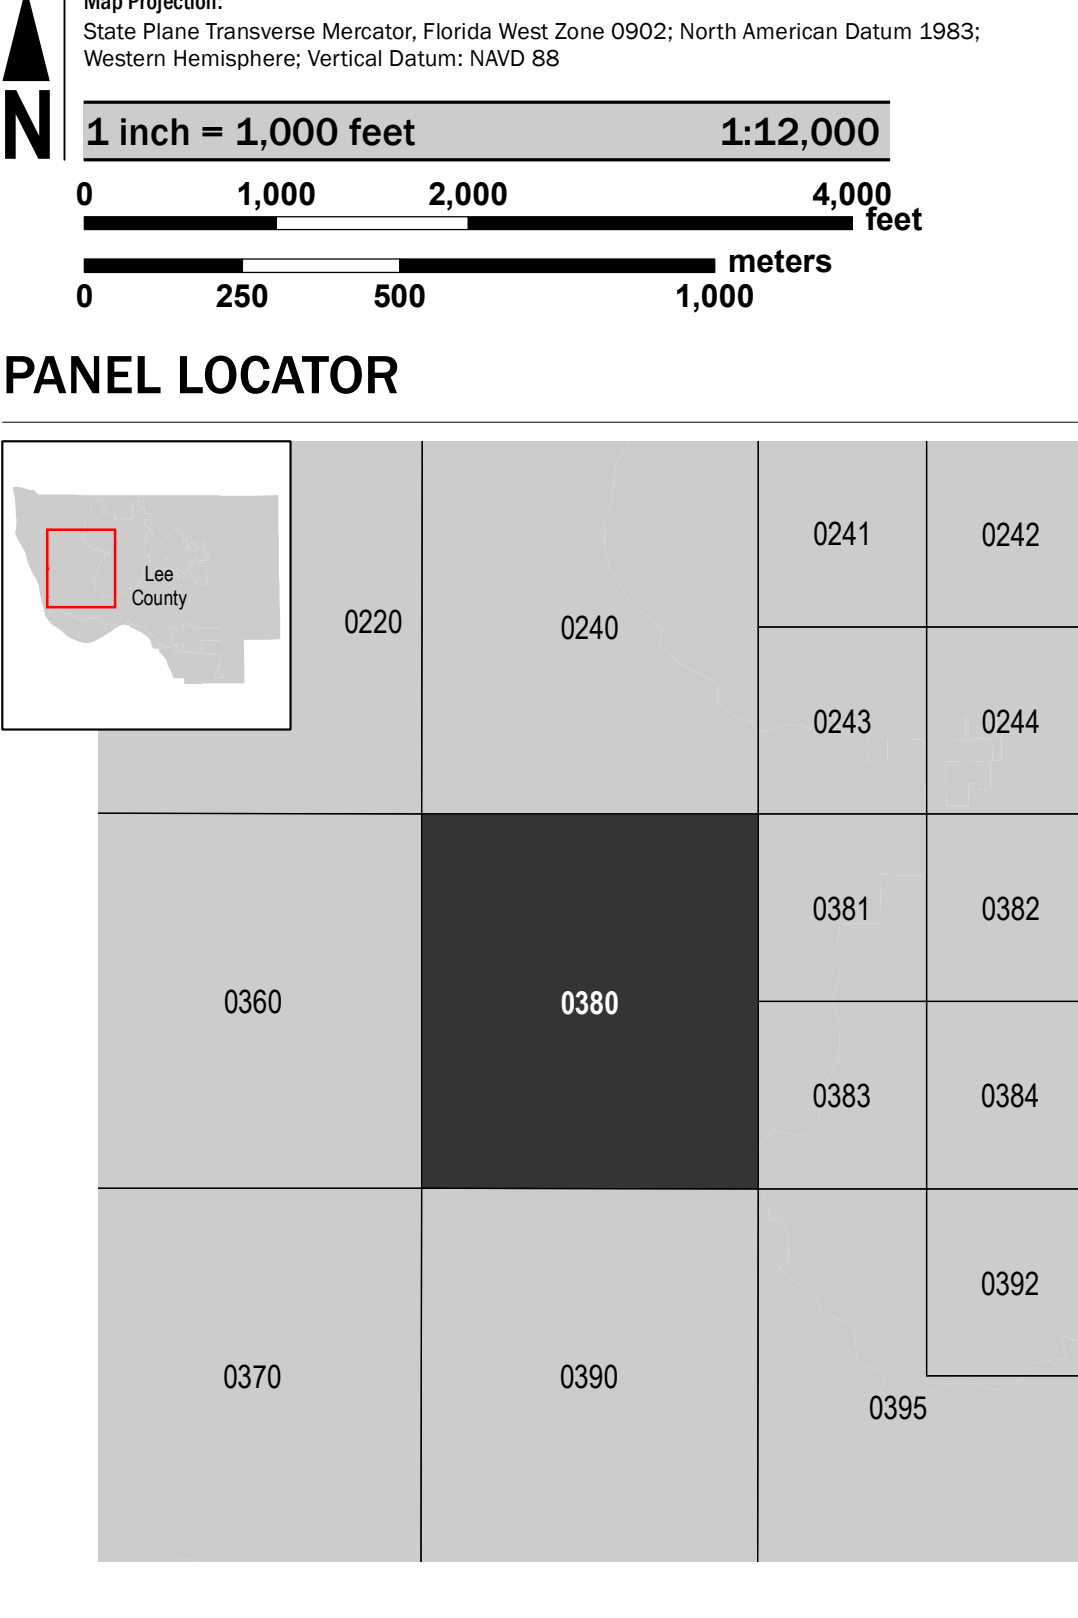 Map Projection:
State Plane Transverse Mercator, Florida West Zone 0902; North American Datum 1983;
Western Hemisphere; Vertical Datum: NAVD 88
N
1 inch = 1,000 feet 1:12,000
0 1,000 2,000 4,000
feet
meters
0 250 500 1,000
PANEL LOCATOR
Lee
County
0220
0240
0241
0242
0243
0244
0360
0380
0381
0382
0383
0384
0370
0390
0392
0395